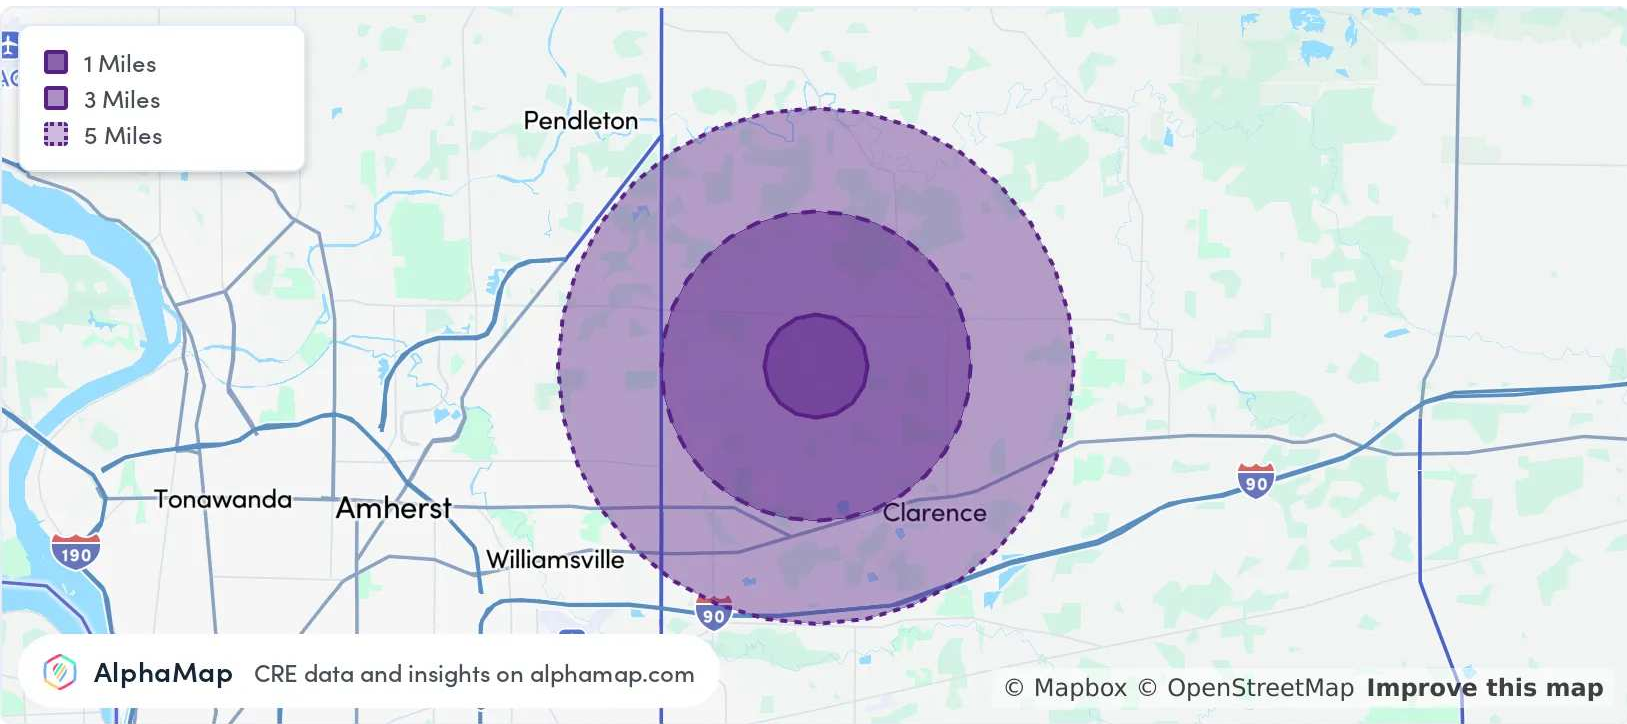 1 Miles
3 Miles
5 Miles
Pendleton
Tonawanda
Amherst
Williamsville
Clarence
190
90
90
AlphaMap CRE data and insights on alphamap.com
© Mapbox © OpenStreetMap Improve this map